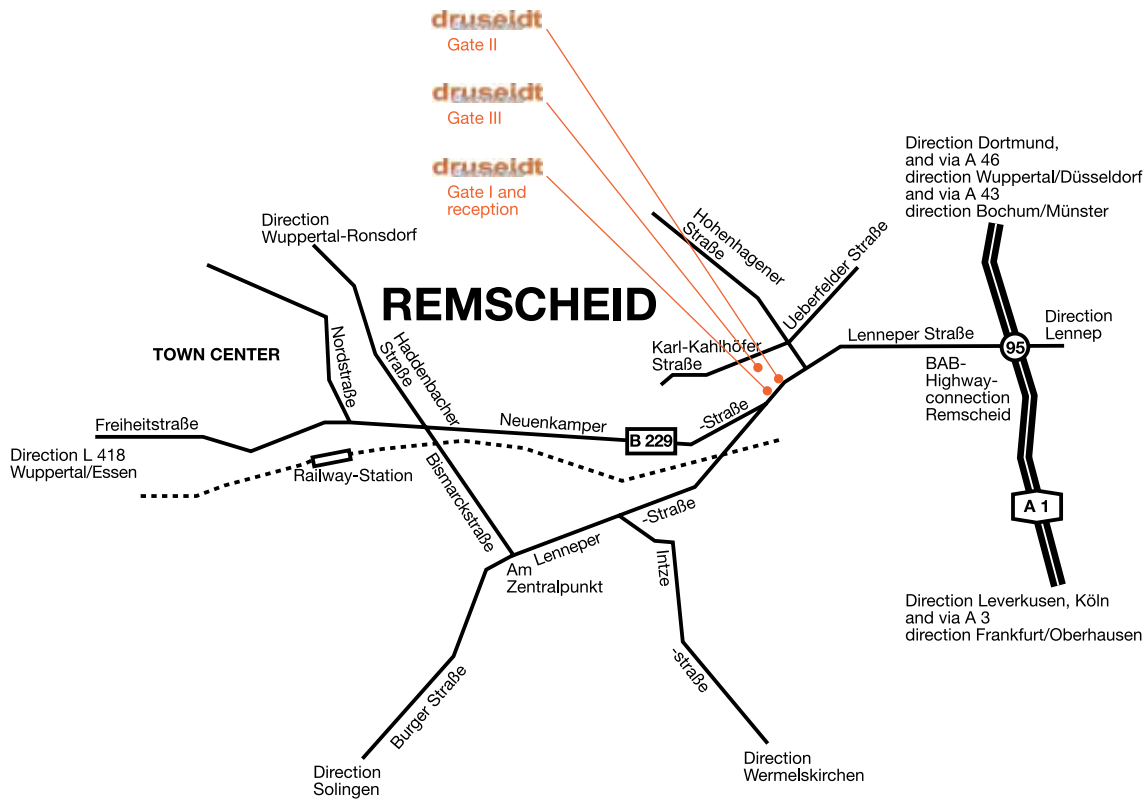 druseidt
Gate II
druseidt
Gate III
druseidt
Gate I and
reception
Direction Dortmund,
and via A 46
direction Wuppertal/Düsseldorf
and via A 43
direction Bochum/Münster
Direction
Wuppertal-Ronsdorf
Hohenhagener
Straße
Ueberfelder Straße
REMSCHEID
TOWN CENTER
Nordstraße
Haddenbacher
Straße
Karl-Kahlhöfer
Straße
Lenneper Straße
95
Direction
Lennep
BAB-
Highway-
connection
Remscheid
Freiheitstraße
Neuenkamper
B 229
-Straße
Direction L 418
Wuppertal/Essen
Railway-Station
Bismarckstraße
A 1
Lenneper
-Straße
Am
Zentralpunkt
Intze
-straße
Direction Leverkusen, Köln
and via A 3
direction Frankfurt/Oberhausen
Burger Straße
Direction
Solingen
Direction
Wermelskirchen